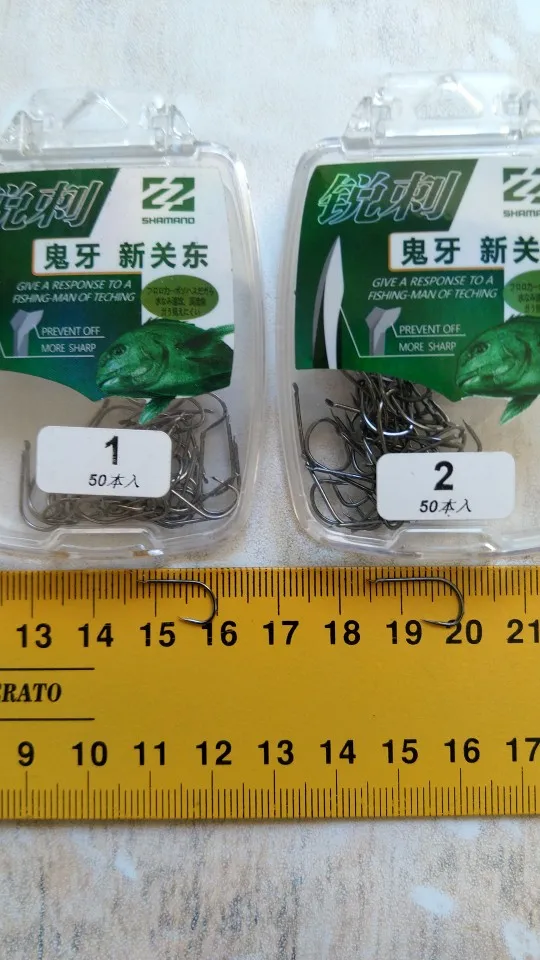 锐刺
SHAMANO
鬼牙 新关东
GIVE A RESPONSE TO A
FISHING-MAN OF TECHING
PREVENT OFF
MORE SHARP
1
50本入
锐刺
SHAMA
鬼牙 新关
GIVE A RESPONSE TO A
FISHING-MAN OF TECHING
PREVENT OFF
MORE SHARP
2
50本入
13 14 15 16 17 18 19 20 21
ERATO
9 10 11 12 13 14 15 16 17